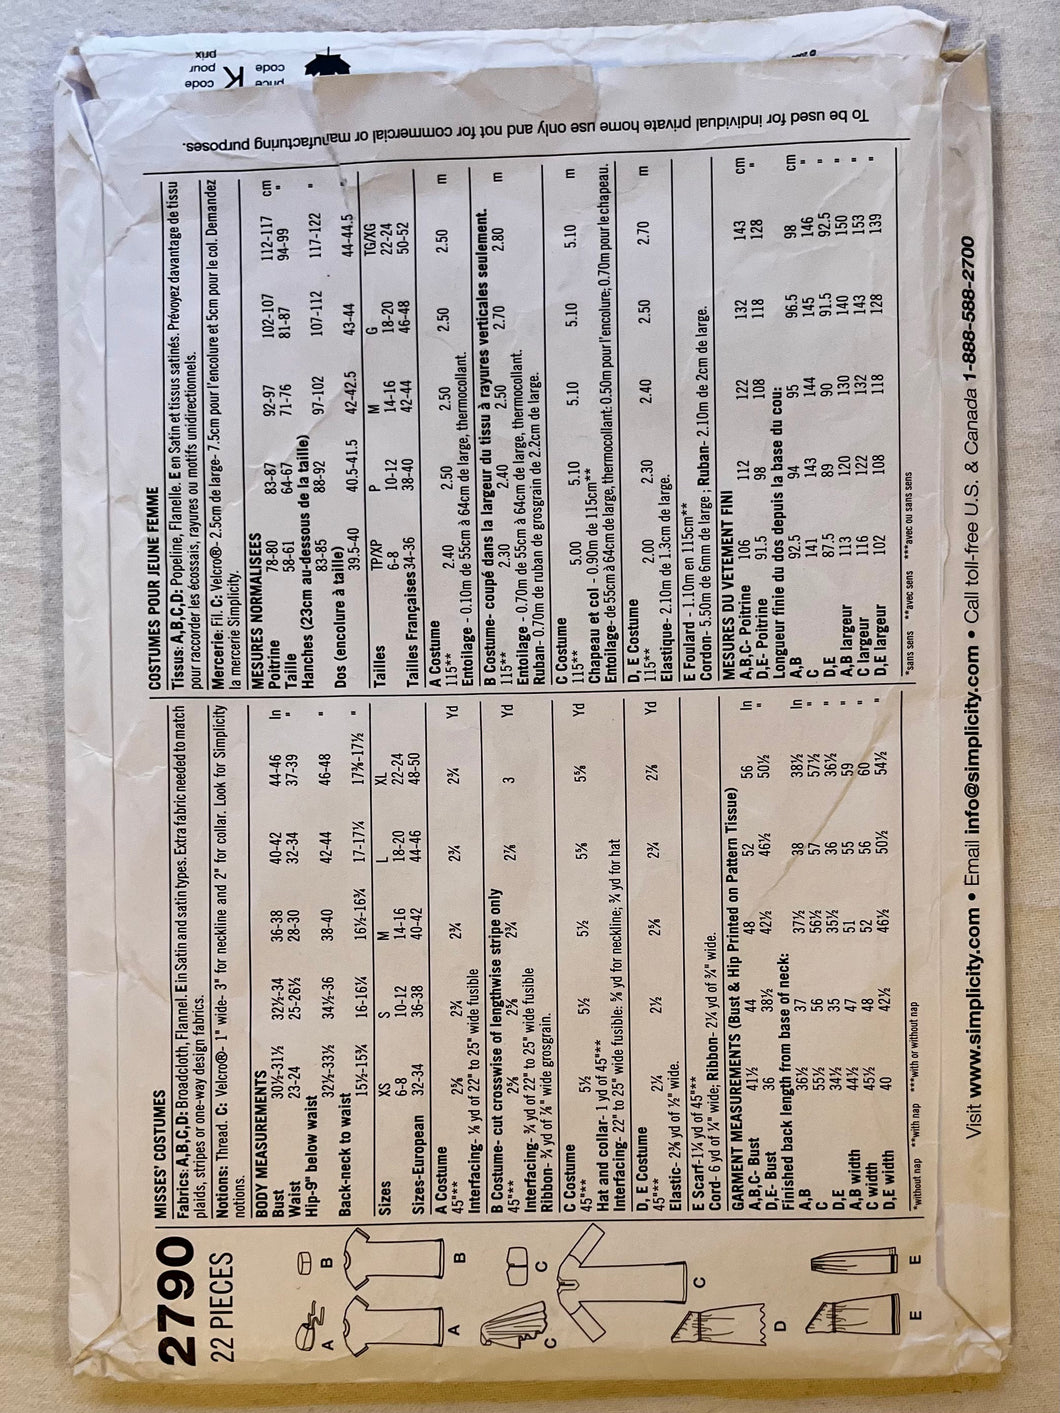 2790
22 PIECES
A
B
A
B
C
C
C
D
E
E
MISSES' COSTUMES
Fabrics: A,B,C,D: Broadcloth, Flannel. E in Satin and satin types. Extra fabric needed to match
plaids, stripes or one-way design fabrics.
Notions: Thread. C: Velcro®- 1" wide- 3" for neckline and 2" for collar. Look for Simplicity
notions.
BODY MEASUREMENTS
Bust 30½-31½ 32½-34 36-38 40-42 44-46 In
Waist 23-24 25-26½ 28-30 32-34 37-39 "
Hip-9" below waist
32½-33½ 34½-36 38-40 42-44 46-48 "
Back-neck to waist
15½-15¾ 16-16¼ 16½-16¾ 17-17¼ 17⅜-17½ "
Sizes XS S M L XL
6-8 10-12 14-16 18-20 22-24
Sizes-European 32-34 36-38 40-42 44-46 48-50
A Costume
45"** 2⅝ 2¾ 2¾ 2¾ 2¾ Yd
Interfacing- ⅛ yd of 22" to 25" wide fusible
B Costume- cut crosswise of lengthwise stripe only
45"** 2⅝ 2⅝ 2¾ 2⅞ 3 Yd
Interfacing- ¾ yd of 22" to 25" wide fusible
Ribbon- ¾ yd of ⅞" wide grosgrain.
C Costume
45"** 5½ 5½ 5½ 5⅝ 5⅝ Yd
Hat and collar- 1 yd of 45"**
Interfacing- 22" to 25" wide fusible: ⅝ yd for neckline; ¾ yd for hat
D, E Costume
45"** 2¼ 2½ 2⅝ 2¾ 2⅞ Yd
Elastic- 2⅜ yd of ½" wide.
E Scarf-1¼ yd of 45"**
Cord- 6 yd of ¼" wide; Ribbon- 2¼ yd of ¾" wide.
GARMENT MEASUREMENTS (Bust & Hip Printed on Pattern Tissue)
A,B,C- Bust 41½ 44 48 52 56 In
D,E- Bust 36 38½ 42½ 46½ 50½ "
Finished back length from base of neck:
A,B 36½ 37 37½ 38 38½ In
C 55½ 56 56½ 57 57½ "
D,E 34½ 35 35½ 36 36½ "
A,B width 44½ 47 51 55 59 "
C width 45½ 48 52 56 60 "
D,E width 40 42½ 46½ 50½ 54½ "
*without nap **with nap ***with or without nap
COSTUMES POUR JEUNE FEMME
Tissus: A,B,C,D: Popeline, Flanelle. E en Satin et tissus satinés. Prévoyez davantage de tissu
pour raccorder les écossais, rayures ou motifs unidirectionnels.
Mercerie: Fil. C: Velcro®- 2.5cm de large- 7.5cm pour l'encolure et 5cm pour le col. Demandez
la mercerie Simplicity.
MESURES NORMALISEES
Poitrine 78-80 83-87 92-97 102-107 112-117 cm
Taille 58-61 64-67 71-76 81-87 94-99 "
Hanches (23cm au-dessous de la taille)
83-85 88-92 97-102 107-112 117-122 "
Dos (encolure à taille)
39.5-40 40.5-41.5 42-42.5 43-44 44-44.5 "
Tailles TP/XP P M G TG/XG
6-8 10-12 14-16 18-20 22-24
Tailles Françaises 34-36 38-40 42-44 46-48 50-52
A Costume
115** 2.40 2.50 2.50 2.50 2.50 m
Entoilage - 0.10m de 55cm à 64cm de large, thermocollant.
B Costume- coupé dans la largeur du tissu à rayures verticales seulement.
115** 2.30 2.40 2.50 2.70 2.80 m
Entoilage - 0.70m de 55cm à 64cm de large, thermocollant.
Ruban- 0.70m de ruban de grosgrain de 2.2cm de large.
C Costume
115** 5.00 5.10 5.10 5.10 5.10 m
Chapeau et col - 0.90m de 115cm**
Entoilage- de 55cm à 64cm de large, thermocollant: 0.50m pour l'encolure; 0.70m pour le chapeau.
D, E Costume
115** 2.00 2.30 2.40 2.50 2.70 m
Elastique- 2.10m de 1.3cm de large.
E Foulard - 1.10m en 115cm**
Cordon- 5.50m de 6mm de large ; Ruban- 2.10m de 2cm de large.
MESURES DU VETEMENT FINI
A,B,C- Poitrine 106 112 122 132 143 cm
D,E- Poitrine 91.5 98 108 118 128 "
Longueur finie du dos depuis la base du cou:
A,B 92.5 94 95 96.5 98 cm
C 141 143 144 145 146 "
D,E 87.5 89 90 91.5 92.5 "
A,B largeur 113 120 130 140 150 "
C largeur 116 122 132 143 153 "
D,E largeur 102 108 118 128 139 "
*sans sens **avec sens ***avec ou sans sens
Visit www.simplicity.com • Email info@simplicity.com • Call toll-free U.S. & Canada 1-888-588-2700
To be used for individual private home use only and not for commercial or manufacturing purposes.
price code
K
code pour prix
code